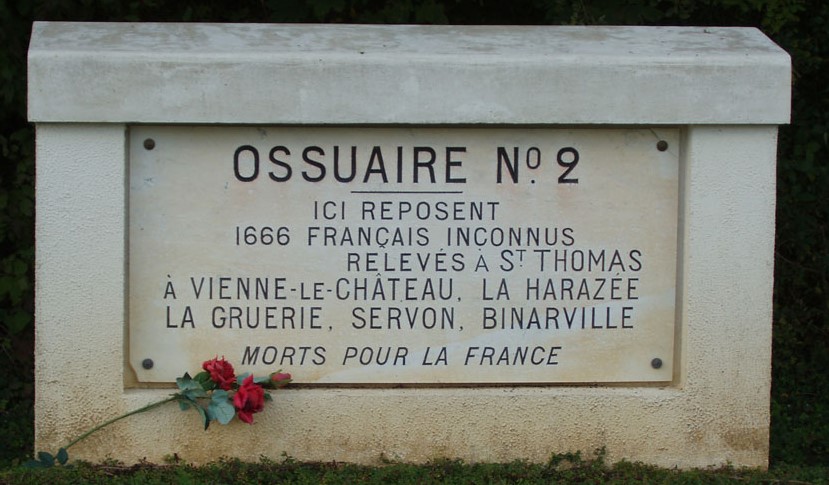 OSSUAIRE Nº. 2
ICI REPOSENT
1666 FRANÇAIS INCONNUS
RELEVÉS À ST THOMAS
À VIENNE-LE-CHÂTEAU, LA HARAZÉE
LA GRUERIE, SERVON, BINARVILLE
MORTS POUR LA FRANCE